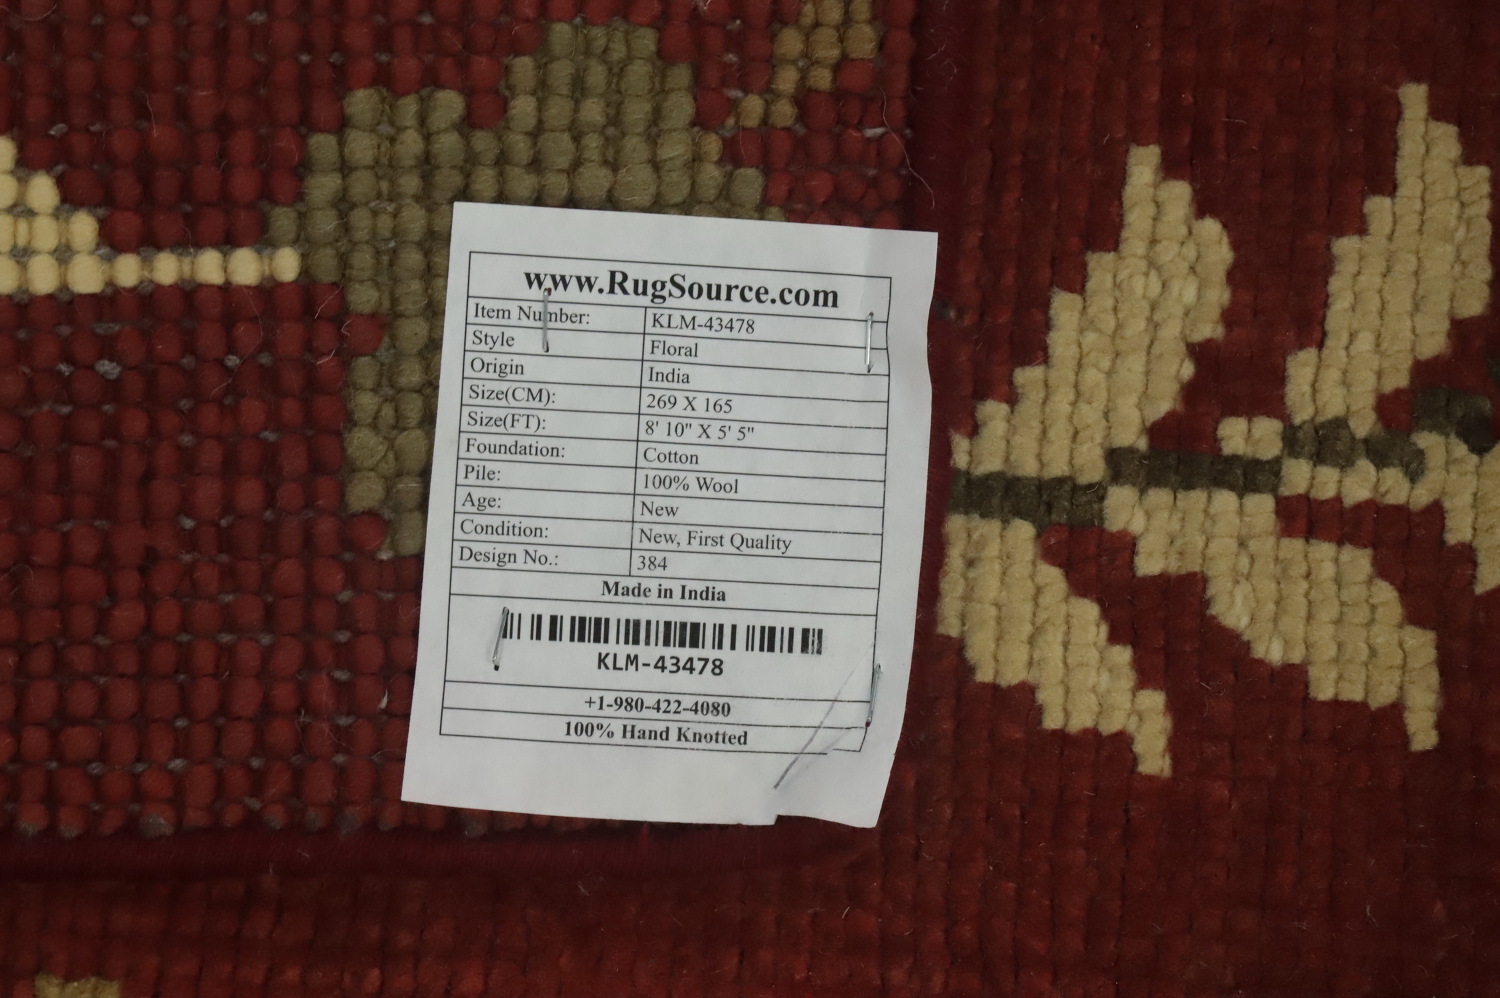 www.RugSource.com
Item Number: KLM-43478
Style Floral
Origin India
Size(CM): 269 X 165
Size(FT): 8' 10" X 5' 5"
Foundation: Cotton
Pile: 100% Wool
Age: New
Condition: New, First Quality
Design No.: 384
Made in India
KLM-43478
+1-980-422-4080
100% Hand Knotted